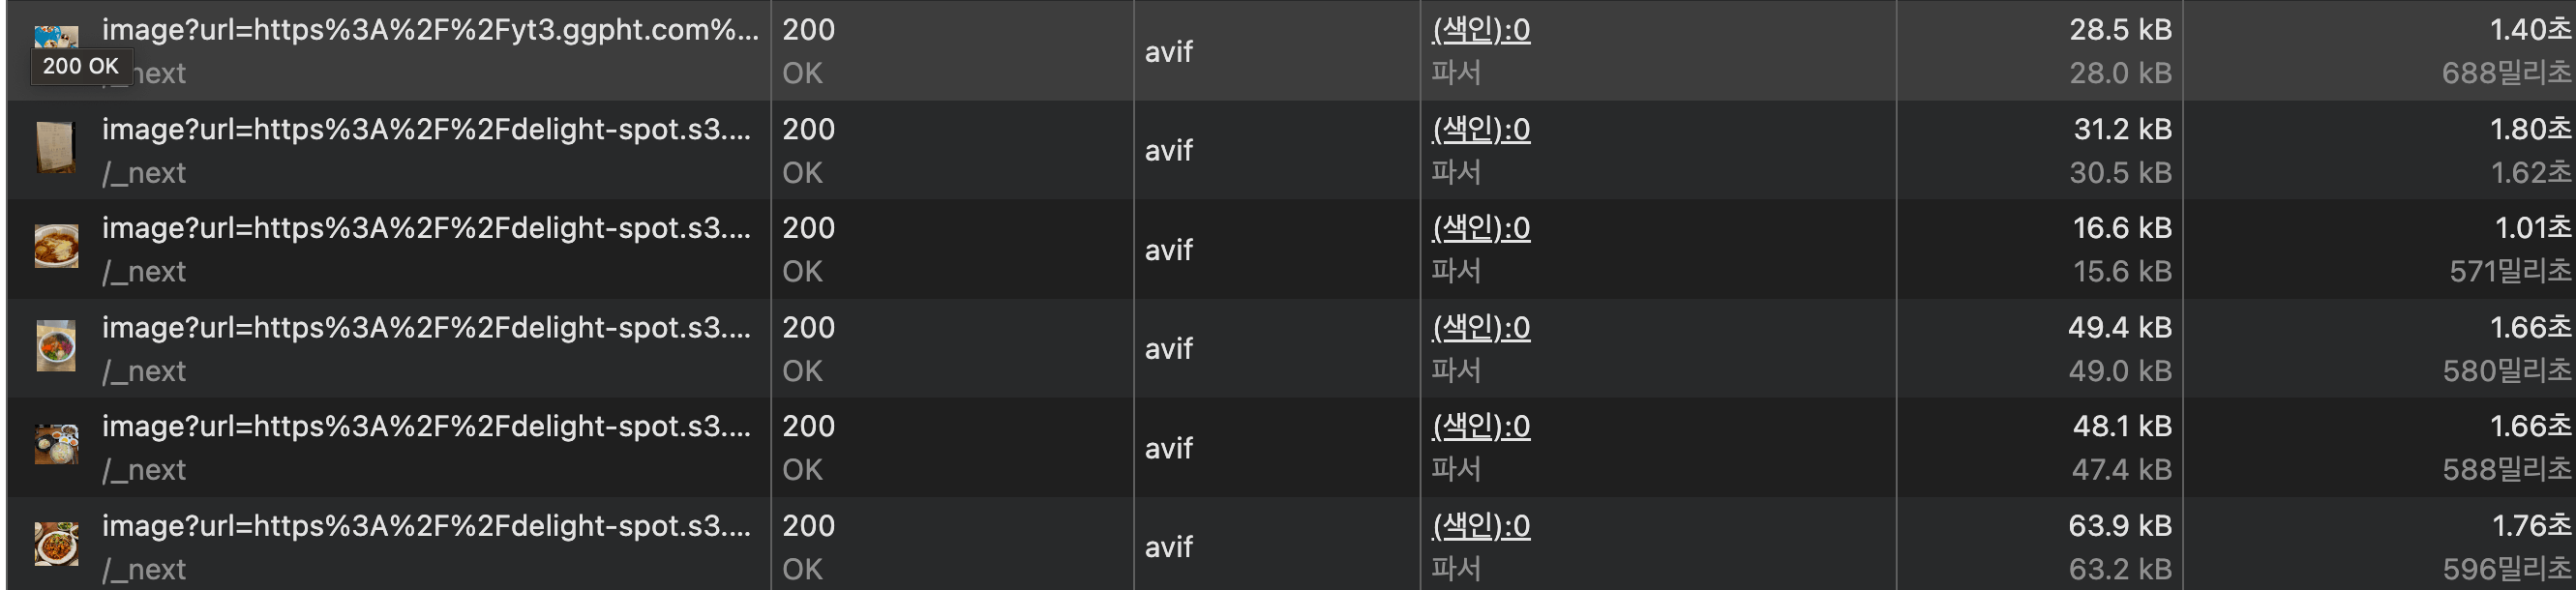 image?url=https%3A%2F%2Fyt3.ggpht.com%... 200 avif (색인):0 28.5 kB 1.40초
200 OK _next OK 파서 28.0 kB 688밀리초
image?url=https%3A%2F%2Fdelight-spot.s3.... 200 avif (색인):0 31.2 kB 1.80초
/_next OK 파서 30.5 kB 1.62초
image?url=https%3A%2F%2Fdelight-spot.s3.... 200 avif (색인):0 16.6 kB 1.01초
/_next OK 파서 15.6 kB 571밀리초
image?url=https%3A%2F%2Fdelight-spot.s3.... 200 avif (색인):0 49.4 kB 1.66초
/_next OK 파서 49.0 kB 580밀리초
image?url=https%3A%2F%2Fdelight-spot.s3.... 200 avif (색인):0 48.1 kB 1.66초
/_next OK 파서 47.4 kB 588밀리초
image?url=https%3A%2F%2Fdelight-spot.s3.... 200 avif (색인):0 63.9 kB 1.76초
/_next OK 파서 63.2 kB 596밀리초